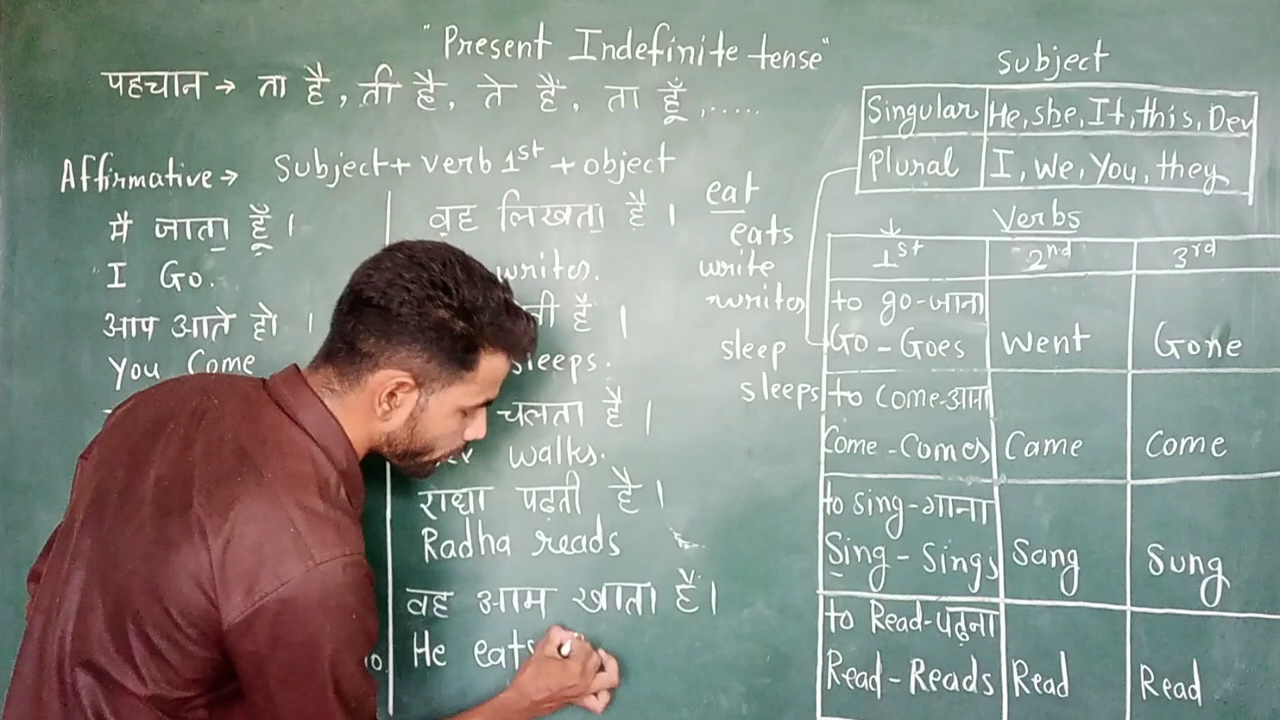 "Present Indefinite tense"
पहचान → ता है, ती है, ते हैं, ता हूँ,.....
Affirmative → Subject + verb 1st + object
मैं जाता हूँ ।
I Go.
आप आते हो ।
You Come
वह लिखता है ।
writes.
है ।
sleeps.
चलता है ।
walks.
राधा पढ़ती है ।
Radha reads
वह आम खाता है ।
He eats
eat
eats
write
writes
sleep
sleeps
Subject
Singular He, she, It, this, Dev
Plural I, We, You, they
Verbs
1st 2nd 3rd
to go-जाना
Go - Goes Went Gone
to Come-आना
Come - Comes Came Come
to Sing-गाना
Sing - Sings Sang Sung
to Read-पढ़ना
Read - Reads Read Read